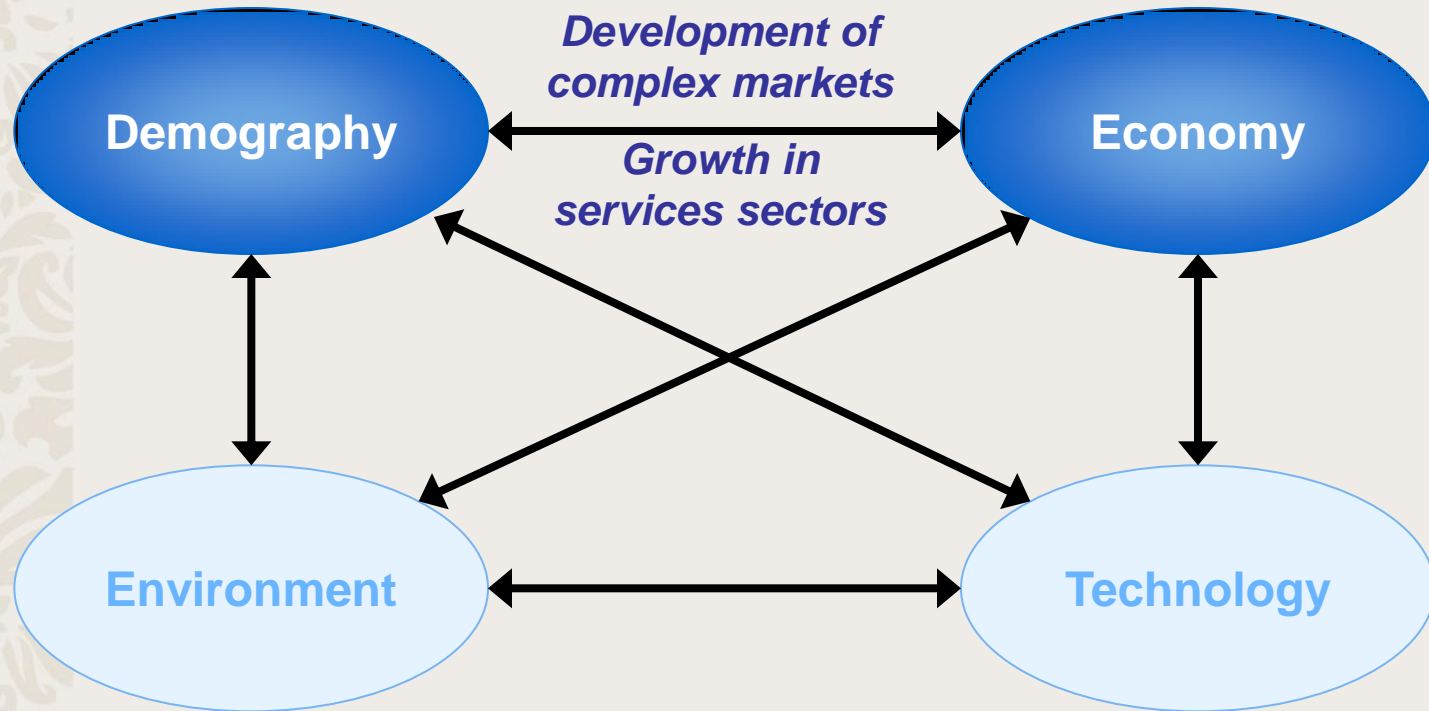 Development of
complex markets
Demography
Economy
Growth in
services sectors
Environment
Technology